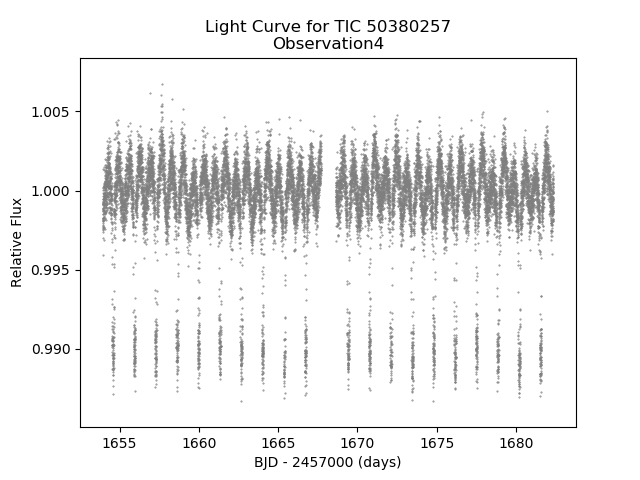 Light Curve for TIC 50380257
Observation4
1.005
1.000
0.995
0.990
Relative Flux
1655 1660 1665 1670 1675 1680
BJD - 2457000 (days)